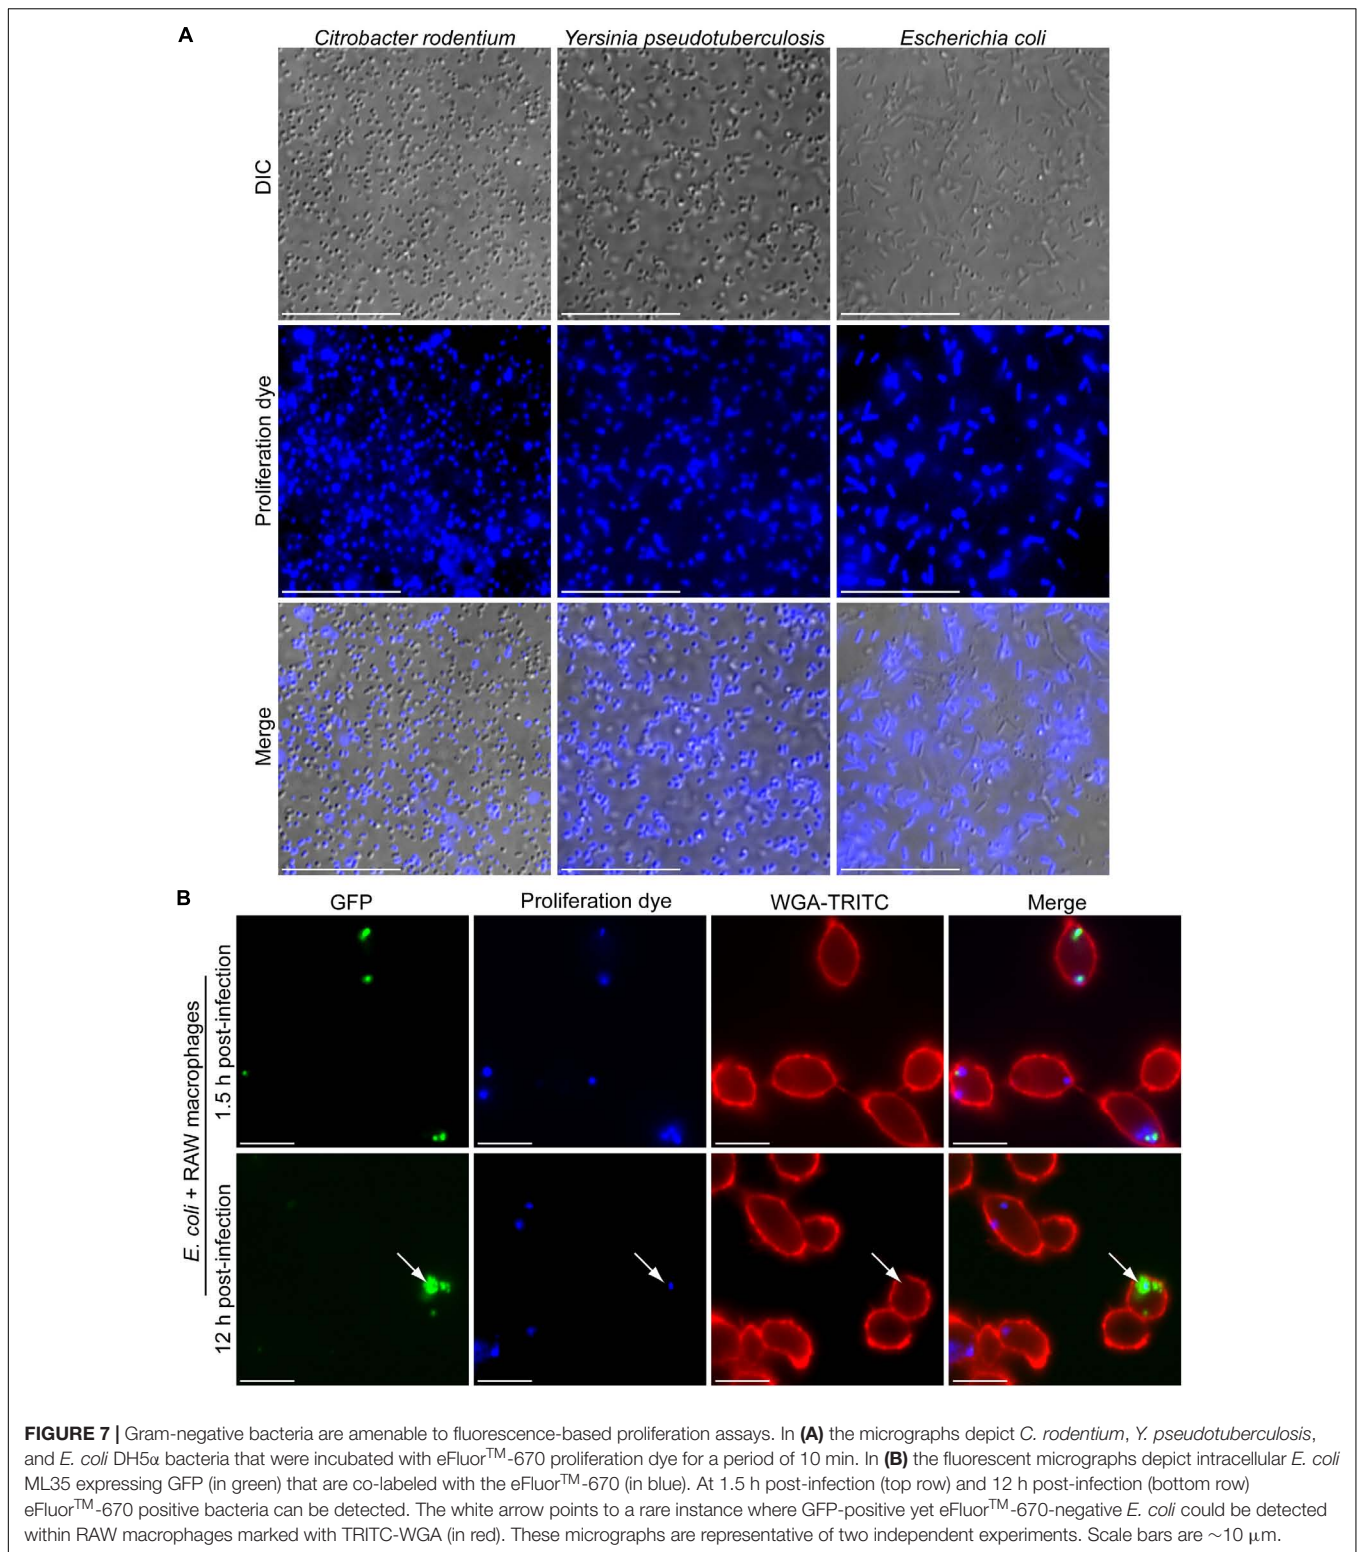 A
Citrobacter rodentium Yersinia pseudotuberculosis Escherichia coli
DIC
Proliferation dye
Merge
B
GFP Proliferation dye WGA-TRITC Merge
E. coli + RAW macrophages
1.5 h post-infection
12 h post-infection
FIGURE 7 | Gram-negative bacteria are amenable to fluorescence-based proliferation assays. In (A) the micrographs depict C. rodentium, Y. pseudotuberculosis,
and E. coli DH5α bacteria that were incubated with eFluor™-670 proliferation dye for a period of 10 min. In (B) the fluorescent micrographs depict intracellular E. coli
ML35 expressing GFP (in green) that are co-labeled with the eFluor™-670 (in blue). At 1.5 h post-infection (top row) and 12 h post-infection (bottom row)
eFluor™-670 positive bacteria can be detected. The white arrow points to a rare instance where GFP-positive yet eFluor™-670-negative E. coli could be detected
within RAW macrophages marked with TRITC-WGA (in red). These micrographs are representative of two independent experiments. Scale bars are ~10 μm.